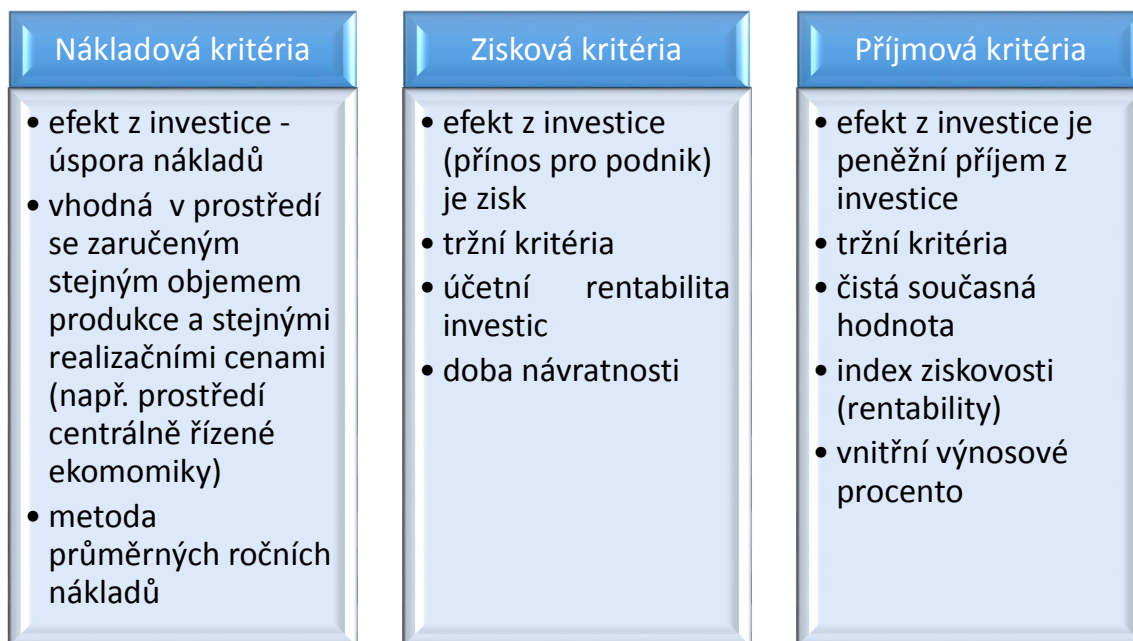 Nákladová kritéria
• efekt z investice -
úspora nákladů
• vhodná v prostředí
se zaručeným
stejným objemem
produkce a stejnými
realizačními cenami
(např. prostředí
centrálně řízené
ekomomiky)
• metoda
průměrných ročních
nákladů
Zisková kritéria
• efekt z investice
(přínos pro podnik)
je zisk
• tržní kritéria
• účetní rentabilita
investic
• doba návratnosti
Příjmová kritéria
• efekt z investice je
peněžní příjem z
investice
• tržní kritéria
• čistá současná
hodnota
• index ziskovosti
(rentability)
• vnitřní výnosové
procento